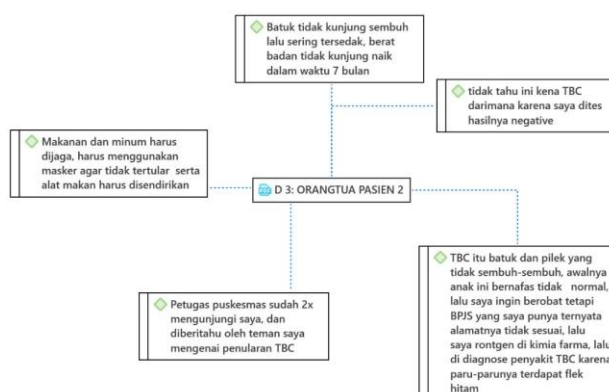 Batuk tidak kunjung sembuh
lalu sering tersedak, berat
badan tidak kunjung naik
dalam waktu 7 bulan
tidak tahu ini kena TBC
darimana karena saya dites
hasilnya negative
Makanan dan minum harus
dijaga, harus menggunakan
masker agar tidak tertular serta
alat makan harus disendirikan
D 3: ORANGTUA PASIEN 2
Petugas puskesmas sudah 2x
mengunjungi saya, dan
diberitahu oleh teman saya
mengenai penularan TBC
TBC itu batuk dan pilek yang
tidak sembuh-sembuh, awalnya
anak ini bernafas tidak normal,
lalu saya ingin berobat tetapi
BPJS yang saya punya ternyata
alamatnya tidak sesuai, lalu
saya rontgen di kimia farma, lalu
di diagnose penyakit TBC karena
paru-parunya terdapat flek
hitam